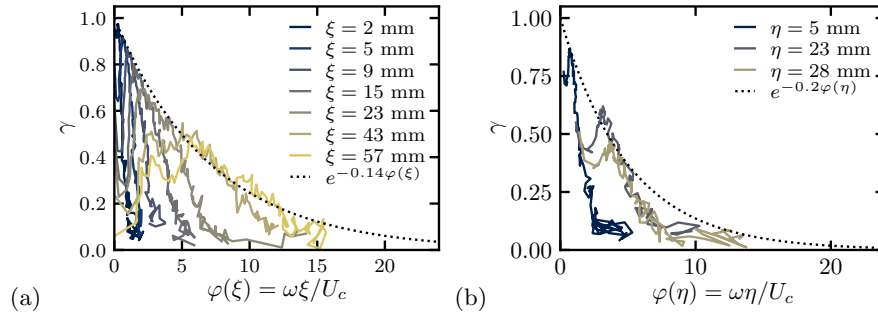 (a)
γ
1.0
0.8
0.6
0.4
0.2
0.0
0
5
10
15
20
φ(ξ) = ωξ/U_c
ξ = 2 mm
ξ = 5 mm
ξ = 9 mm
ξ = 15 mm
ξ = 23 mm
ξ = 43 mm
ξ = 57 mm
e^{-0.14φ(ξ)}
(b)
γ
1.00
0.75
0.50
0.25
0.00
0
10
20
φ(η) = ωη/U_c
η = 5 mm
η = 23 mm
η = 28 mm
e^{-0.2φ(η)}